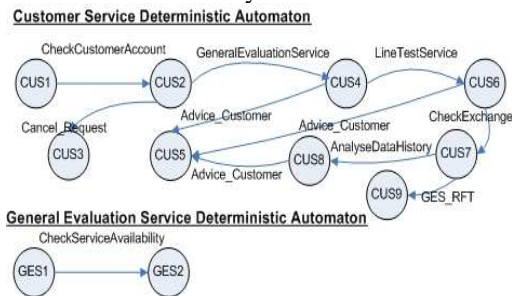 Customer Service Deterministic Automaton
CheckCustomerAccount
GeneralEvaluationService
LineTestService
CUS1
CUS2
CUS4
CUS6
Advice_Customer
Advice_Customer
CheckExchange
Cancel_Request
CUS3
CUS5
CUS8
AnalyseDataHistory
CUS7
Advice_Customer
CUS9
GES_RFT
General Evaluation Service Deterministic Automaton
CheckServiceAvailability
GES1
GES2